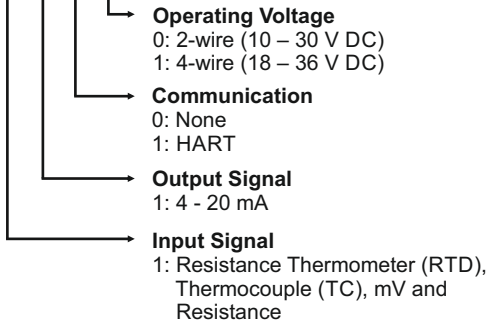 Operating Voltage
0: 2-wire (10 – 30 V DC)
1: 4-wire (18 – 36 V DC)
Communication
0: None
1: HART
Output Signal
1: 4 - 20 mA
Input Signal
1: Resistance Thermometer (RTD),
Thermocouple (TC), mV and
Resistance